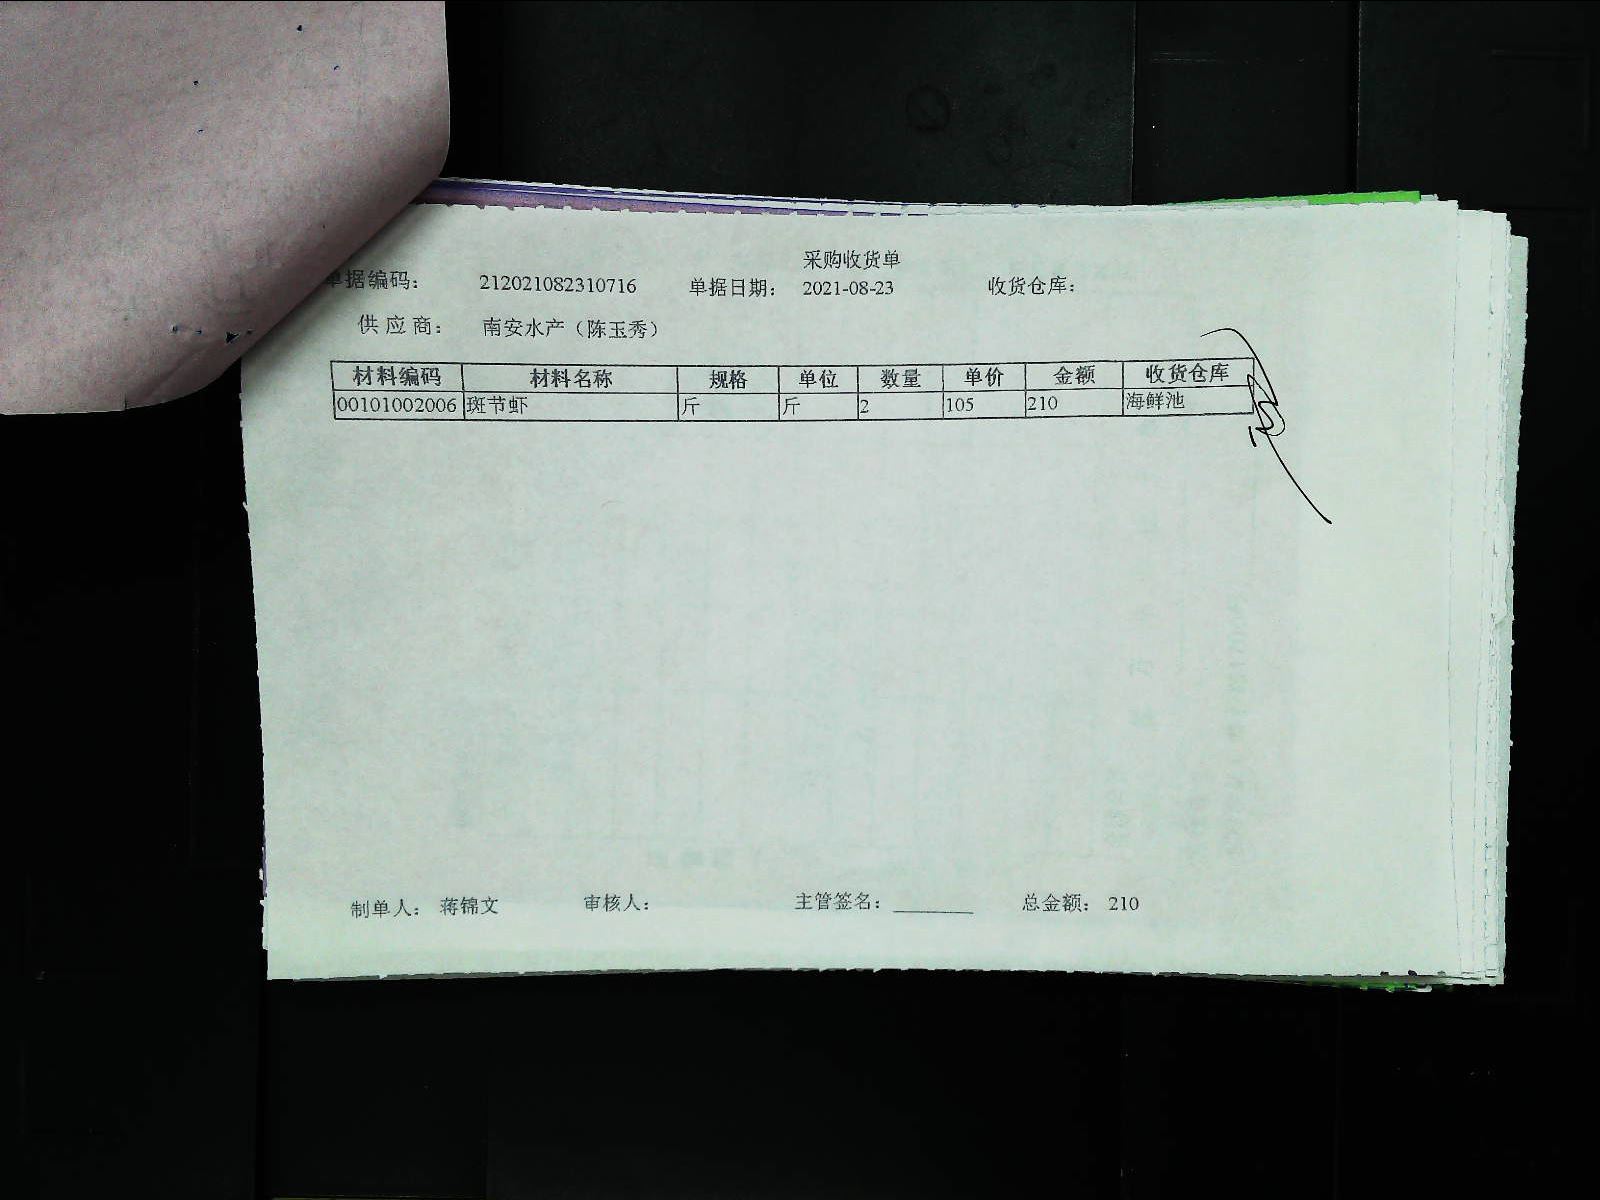 采购收货单
单据编码： 212021082310716 单据日期： 2021-08-23 收货仓库：
供应商： 南安水产（陈玉秀）
材料编码 材料名称 规格 单位 数量 单价 金额 收货仓库
00101002006 斑节虾 斤 斤 2 105 210 海鲜池
制单人： 蒋锦文 审核人： 主管签名： 总金额： 210